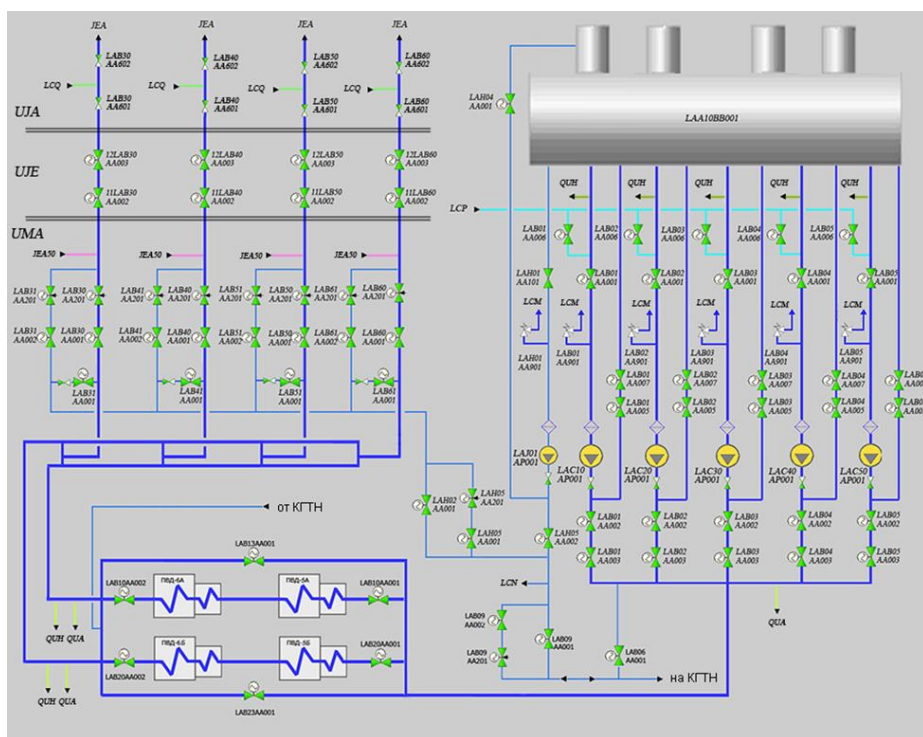 JEA
JEA
JEA
JEA
LAB30
AA602
LAB40
AA602
LAB50
AA602
LAB60
AA602
LCQ
LCQ
LCQ
LCQ
LAB30
AA601
LAB40
AA601
LAB50
AA601
LAB60
AA601
UJA
12LAB30
AA003
12LAB40
AA003
12LAB50
AA003
12LAB60
AA003
UJE
11LAB30
AA002
11LAB40
AA002
11LAB50
AA002
11LAB60
AA002
UMA
JEA50
JEA50
JEA50
JEA50
LAB31
AA201
LAB30
AA201
LAB41
AA201
LAB40
AA201
LAB51
AA201
LAB50
AA201
LAB61
AA201
LAB60
AA201
LAB31
AA002
LAB30
AA001
LAB41
AA002
LAB40
AA001
LAB51
AA002
LAB50
AA001
LAB61
AA002
LAB60
AA001
LAB31
AA001
LAB41
AA001
LAB51
AA001
LAB61
AA001
LAH04
AA001
LAA10BB001
QUH
QUH
QUH
QUH
LCP
LAB01
AA006
LAB02
AA006
LAB03
AA006
LAB04
AA006
LAB05
AA006
LAH01
AA101
LAB01
AA001
LAB02
AA001
LAB03
AA001
LAB04
AA001
LAB05
AA001
LCM
LCM
LCM
LCM
LCM
LAH01
AA901
LAB01
AA901
LAB02
AA901
LAB03
AA901
LAB04
AA901
LAB05
AA901
LAB01
AA007
LAB02
AA007
LAB03
AA007
LAB04
AA007
LAB01
AA005
LAB02
AA005
LAB03
AA005
LAB04
AA005
LAJ01
AP001
LAC10
AP001
LAC20
AP001
LAC30
AP001
LAC40
AP001
LAC50
AP001
LAH02
AA001
LAH05
AA201
LAH05
AA001
LAH05
AA002
LAB01
AA002
LAB02
AA002
LAB03
AA002
LAB04
AA002
LAB05
AA002
LAB01
AA003
LAB02
AA003
LAB03
AA003
LAB04
AA003
LAB05
AA003
от КГТН
LAB13AA001
LAB10AA002
ПВД-6А
ПВД-5А
LAB10AA001
QUH
QUA
LAB20AA002
LAB20AA001
QUH
QUA
LAB23AA001
LCN
LAB09
AA002
LAB09
AA201
LAB09
AA001
LAB06
AA001
QUA
на КГТН